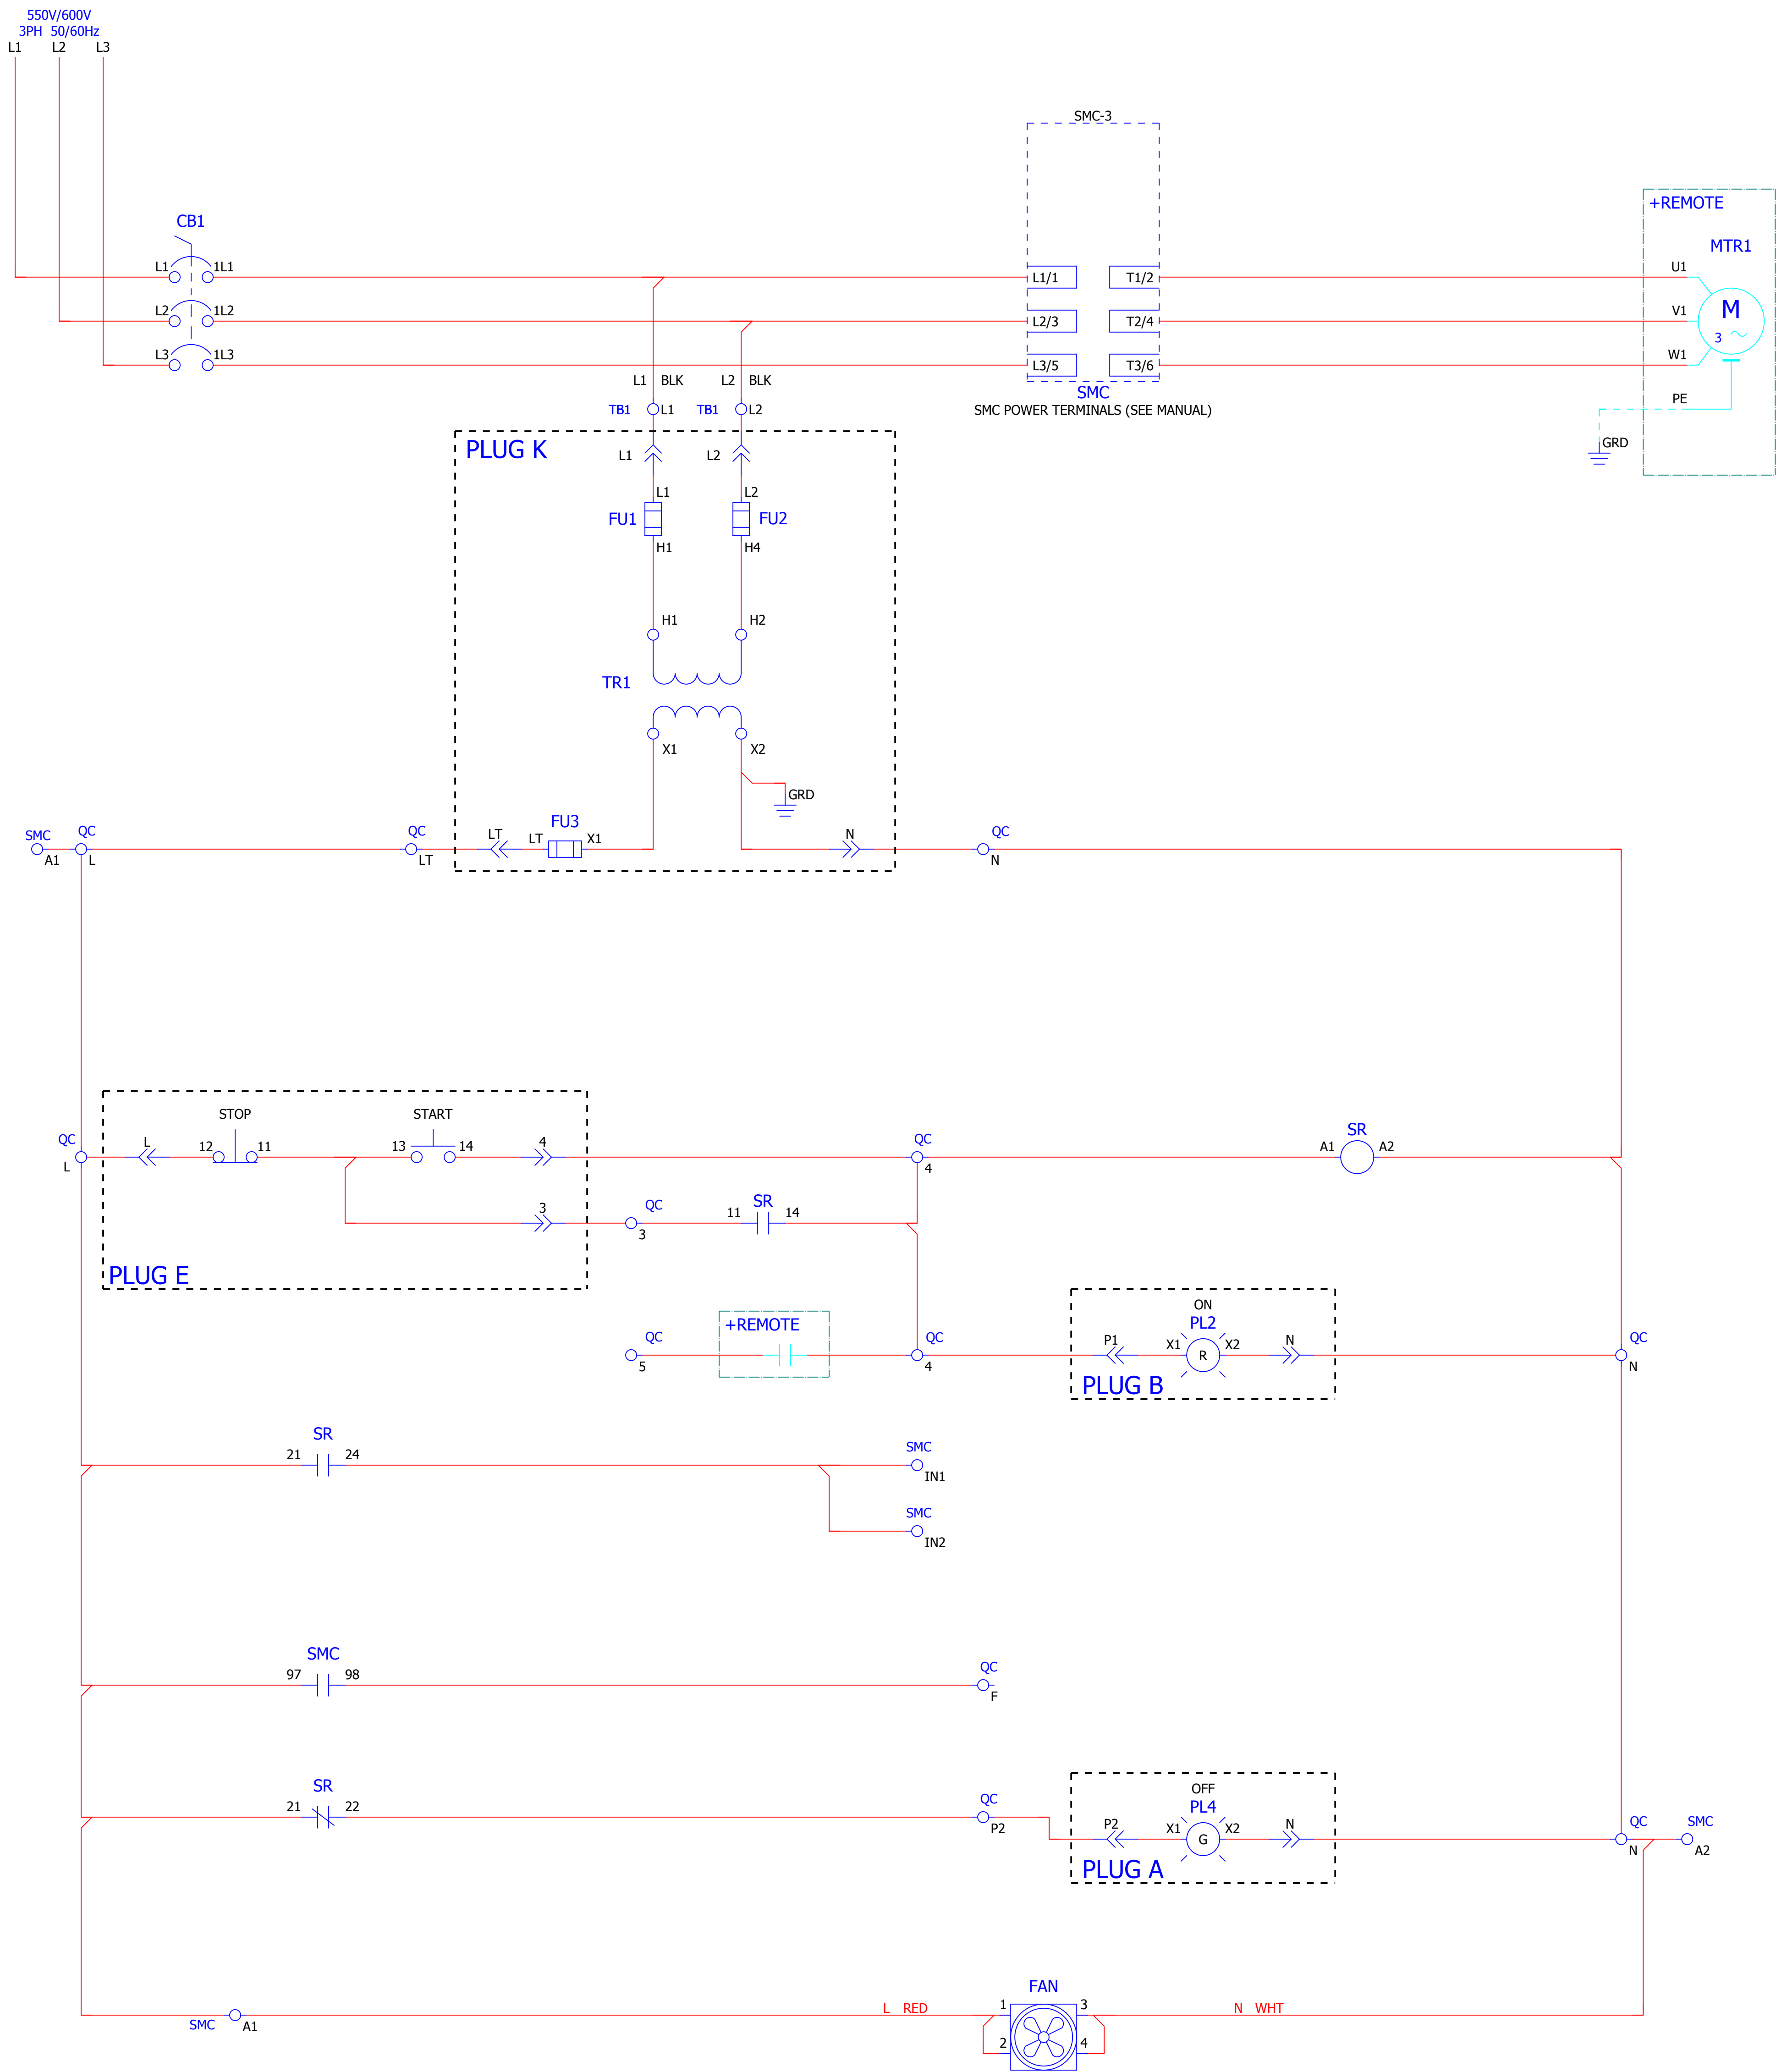 550V/600V
3PH 50/60Hz
L1 L2 L3
SMC-3
+REMOTE
CB1
MTR1
L1 1L1
L1/1 T1/2
U1
L2 1L2
L2/3 T2/4
V1
M
3
L3 1L3
L3/5 T3/6
W1
L1 BLK L2 BLK
SMC
SMC POWER TERMINALS (SEE MANUAL)
PE
TB1 L1 TB1 L2
GRD
PLUG K
L1 L2
L1 L2
FU1 FU2
H1 H4
H1 H2
TR1
X1 X2
GRD
SMC QC QC LT LT FU3 X1 N QC
A1 L LT N
STOP START
QC L 12 11 13 14 4 QC A1 SR A2
L 4
3 QC 11 SR 14
3
PLUG E
ON
+REMOTE
PL2
QC QC P1 X1 X2 N QC
R
5 4 N
PLUG B
SR
21 24
SMC
IN1
SMC
IN2
SMC
97 98
QC
F
SR
21 22
OFF
QC PL4
P2 P2 X1 X2 N QC SMC
G
N A2
PLUG A
FAN
L RED 1 3 N WHT
SMC A1
2 4